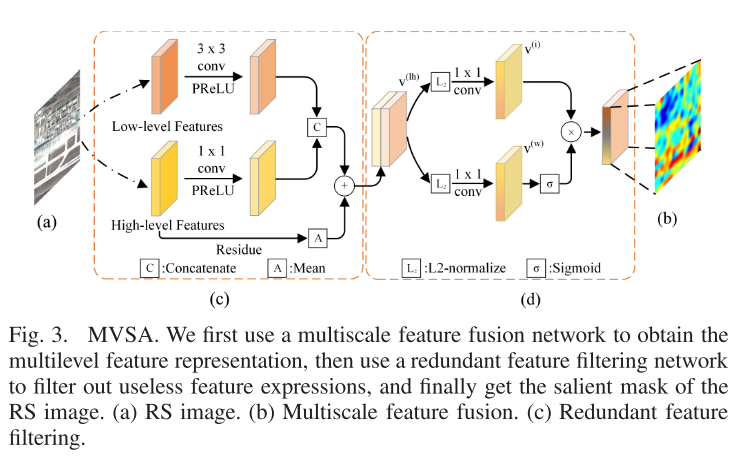 3 x 3
conv
PReLU
Low-level Features
1 x 1
conv
PReLU
High-level Features
Residue
C
+
A
C :Concatenate A :Mean
(a)
(c)
v(lh)
L2
1 x 1
conv
v(i)
L2
1 x 1
conv
v(w)
σ
×
L2 :L2-normalize σ :Sigmoid
(b)
(d)
Fig. 3. MVSA. We first use a multiscale feature fusion network to obtain the
multilevel feature representation, then use a redundant feature filtering network
to filter out useless feature expressions, and finally get the salient mask of the
RS image. (a) RS image. (b) Multiscale feature fusion. (c) Redundant feature
filtering.